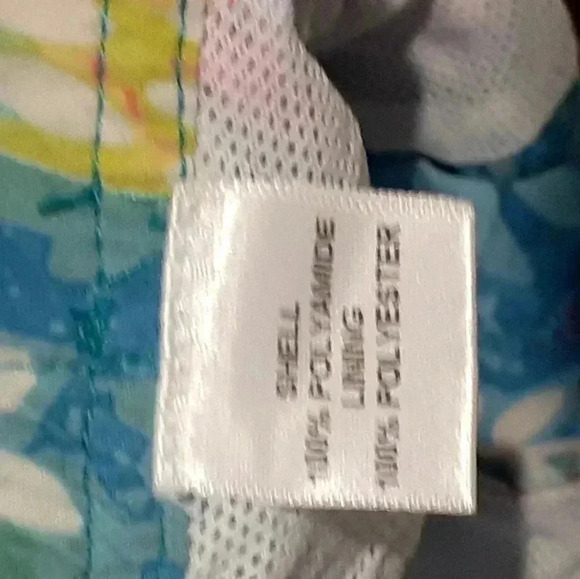 SHELL
100% POLYAMIDE
LINING
100% POLYESTER